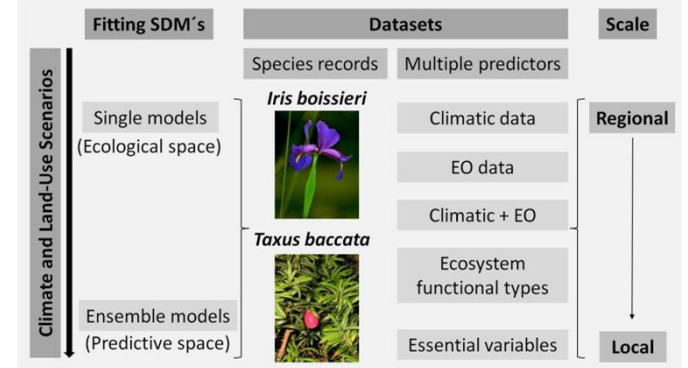 Fitting SDM´s
Datasets
Scale
Species records
Multiple predictors
Climate and Land-Use Scenarios
Single models
(Ecological space)
Ensemble models
(Predictive space)
Iris boissieri
Taxus baccata
Climatic data
EO data
Climatic + EO
Ecosystem
functional types
Essential variables
Regional
Local